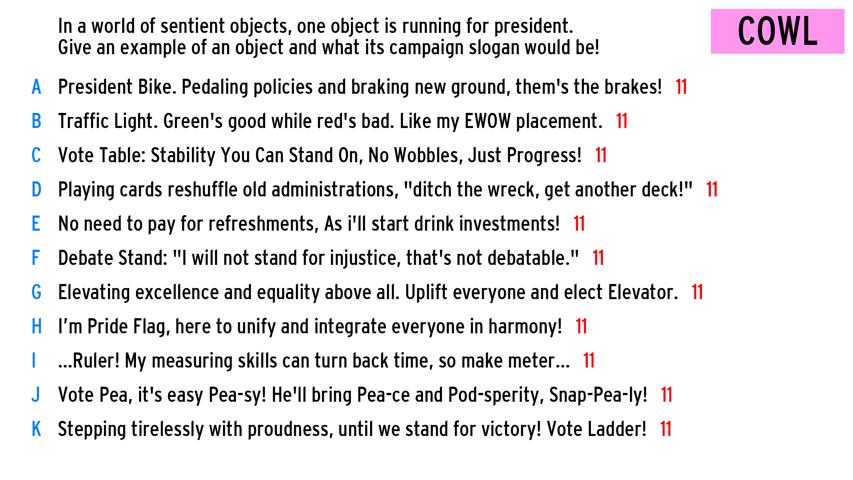 In a world of sentient objects, one object is running for president.
Give an example of an object and what its campaign slogan would be!
COWL
A President Bike. Pedaling policies and braking new ground, them's the brakes! 11
B Traffic Light. Green's good while red's bad. Like my EWOW placement. 11
C Vote Table: Stability You Can Stand On, No Wobbles, Just Progress! 11
D Playing cards reshuffle old administrations, "ditch the wreck, get another deck!" 11
E No need to pay for refreshments, As i'll start drink investments! 11
F Debate Stand: "I will not stand for injustice, that's not debatable." 11
G Elevating excellence and equality above all. Uplift everyone and elect Elevator. 11
H I’m Pride Flag, here to unify and integrate everyone in harmony! 11
I ...Ruler! My measuring skills can turn back time, so make meter... 11
J Vote Pea, it's easy Pea-sy! He'll bring Pea-ce and Pod-sperity, Snap-Pea-ly! 11
K Stepping tirelessly with proudness, until we stand for victory! Vote Ladder! 11